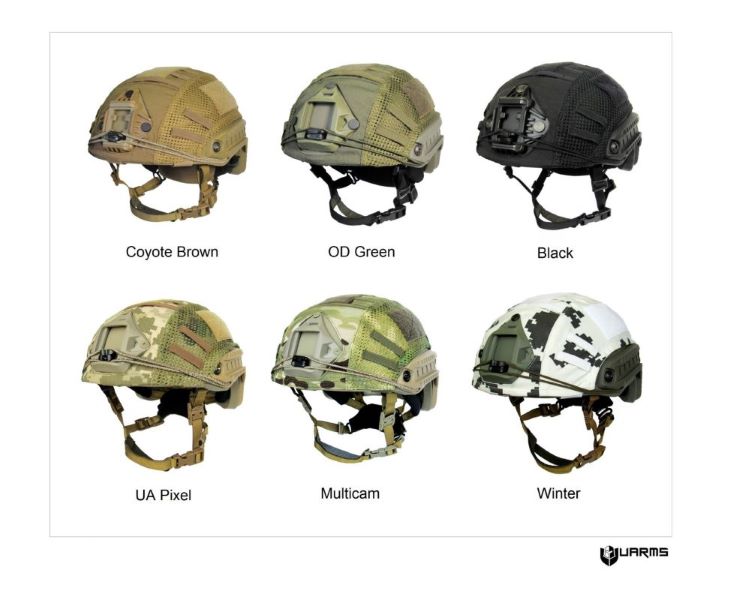 Coyote Brown
OD Green
Black
UA Pixel
Multicam
Winter
UARMS